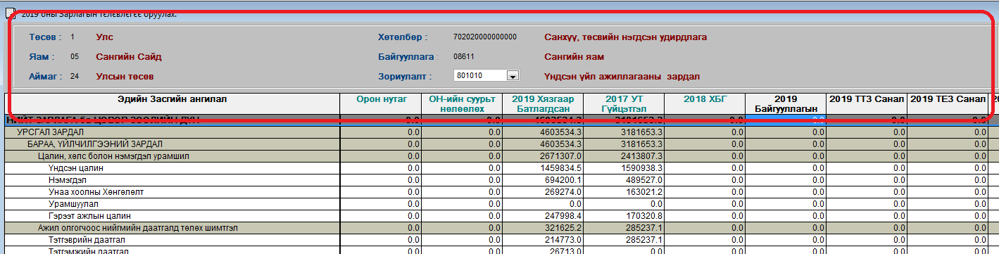 2019 оны Зарлагын төлөвлөгөө оруулах.
Төсөв : 1 Улс Хөтөлбөр : 702020000000000 Санхүү, төсвийн нэгдсэн удирдлага
Яам : 05 Сангийн Сайд Байгууллага : 08611 Сангийн яам
Аймаг : 24 Улсын төсөв Зориулалт : 801010 Үндсэн үйл ажиллагааны зардал
Эдийн Засгийн ангилал Орон нутаг ОН-ийн суурьт нөлөөлөх 2019 Хязгаар Батлагдсан 2017 УТ Гүйцэтгэл 2018 ХБГ 2019 Байгууллагын 2019 ТТЗ Санал 2019 ТЕЗ Санал
НИЙТ ЗАРЛАГА ба ЦЭВЭР ЗЭЭЛИЙН ДҮН 0.0 0.0 4603534.3 3181653.3 0.0 0.0 0.0 0.0
УРСГАЛ ЗАРДАЛ 0.0 0.0 4603534.3 3181653.3 0.0 0.0 0.0 0.0
БАРАА, ҮЙЛЧИЛГЭЭНИЙ ЗАРДАЛ 0.0 0.0 4603534.3 3181653.3 0.0 0.0 0.0 0.0
Цалин, хөлс болон нэмэгдэл урамшил 0.0 0.0 2671307.0 2413807.3 0.0 0.0 0.0 0.0
Үндсэн цалин 0.0 0.0 1459834.5 1590938.3 0.0 0.0 0.0 0.0
Нэмэгдэл 0.0 0.0 694200.1 489527.0 0.0 0.0 0.0 0.0
Унаа хоолны Хөнгөлөлт 0.0 0.0 269274.0 163021.2 0.0 0.0 0.0 0.0
Урамшуулал 0.0 0.0 0.0 0.0 0.0 0.0 0.0 0.0
Гэрээт ажлын цалин 0.0 0.0 247998.4 170320.8 0.0 0.0 0.0 0.0
Ажил олгогчоос нийгмийн даатгалд төлөх шимтгэл 0.0 0.0 321625.2 285237.1 0.0 0.0 0.0 0.0
Тэтгэврийн даатгал 0.0 0.0 214773.0 285237.1 0.0 0.0 0.0 0.0
Тэтгэмжийн даатгал 0.0 0.0 26713.0 0.0 0.0 0.0 0.0 0.0